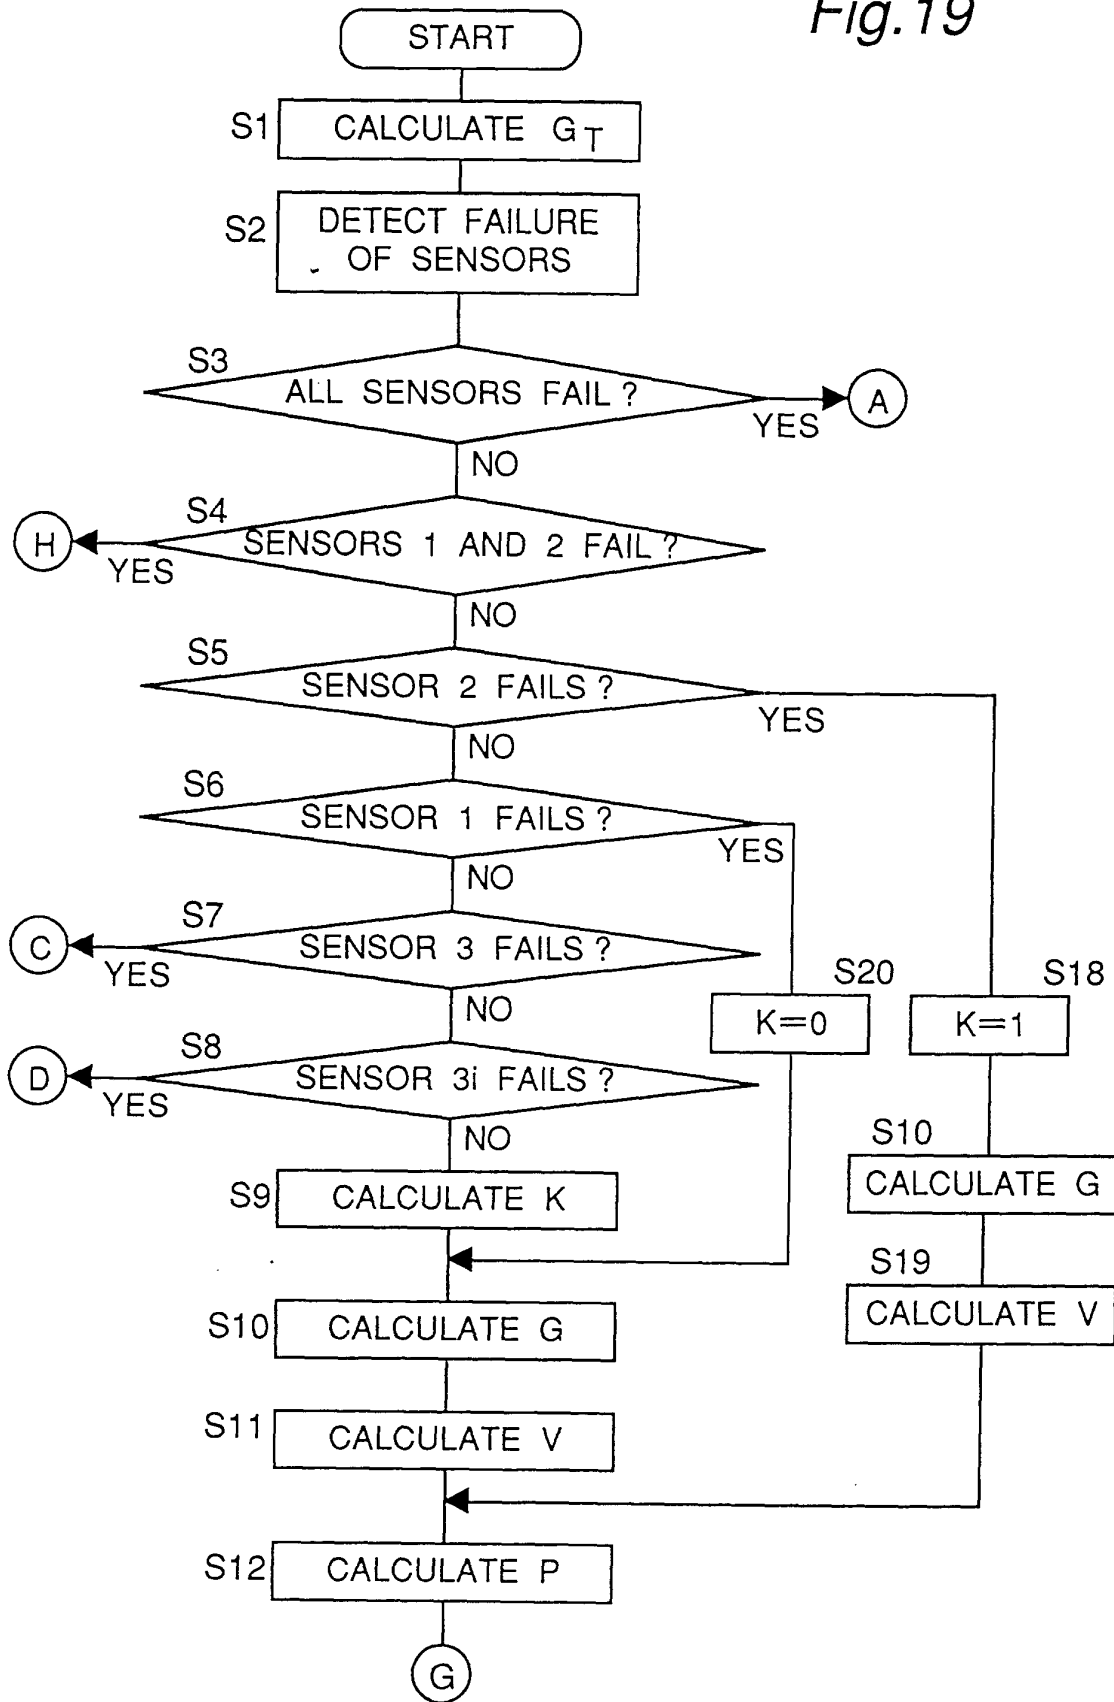 Fig.19
START
S1
CALCULATE GT
S2
DETECT FAILURE
OF SENSORS
S3
ALL SENSORS FAIL?
YES
A
NO
S4
H
SENSORS 1 AND 2 FAIL?
YES
NO
S5
SENSOR 2 FAILS?
YES
NO
S6
SENSOR 1 FAILS?
YES
NO
S7
C
SENSOR 3 FAILS?
YES
NO
S20
S18
K=0
K=1
S8
D
SENSOR 3i FAILS?
YES
NO
S10
CALCULATE G
S9
CALCULATE K
S19
CALCULATE V
S10
CALCULATE G
S11
CALCULATE V
S12
CALCULATE P
G